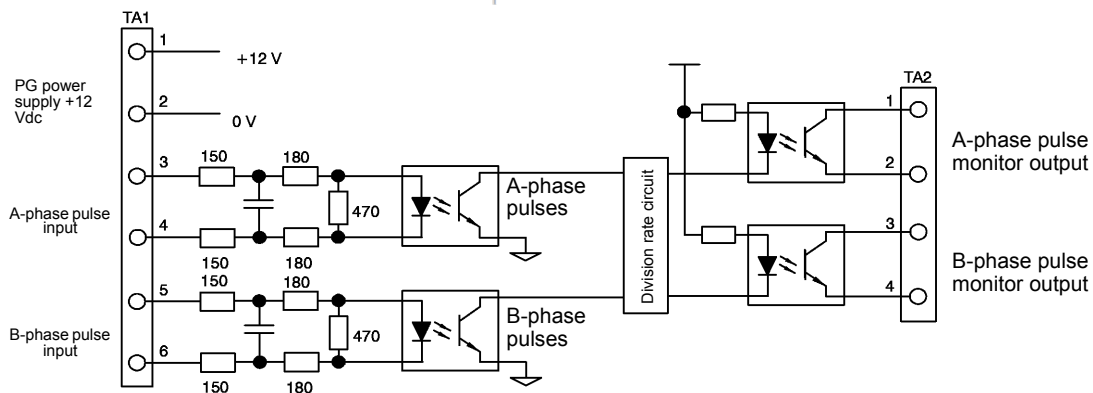 TA1
1
+12 V
PG power
supply +12
Vdc
2
0 V
TA2
1
A-phase pulse
monitor output
2
3
150
180
470
A-phase
pulses
A-phase pulse
input
4
150
180
Division rate circuit
3
B-phase pulse
monitor output
4
5
150
180
470
B-phase
pulses
B-phase pulse
input
6
150
180